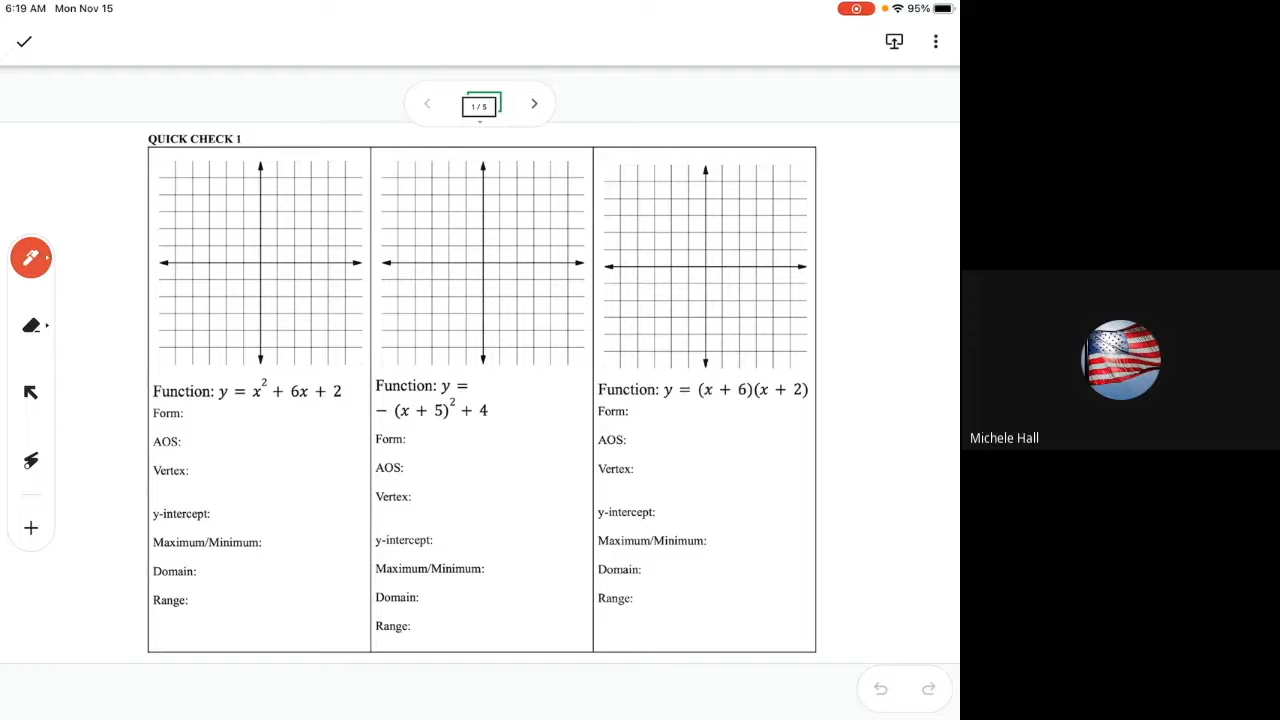 6:19 AM Mon Nov 15
95%
1 / 5
QUICK CHECK 1
Function: y = x² + 6x + 2
Form:
AOS:
Vertex:
y-intercept:
Maximum/Minimum:
Domain:
Range:
Function: y =
− (x + 5)² + 4
Form:
AOS:
Vertex:
y-intercept:
Maximum/Minimum:
Domain:
Range:
Function: y = (x + 6)(x + 2)
Form:
AOS:
Vertex:
y-intercept:
Maximum/Minimum:
Domain:
Range:
Michele Hall